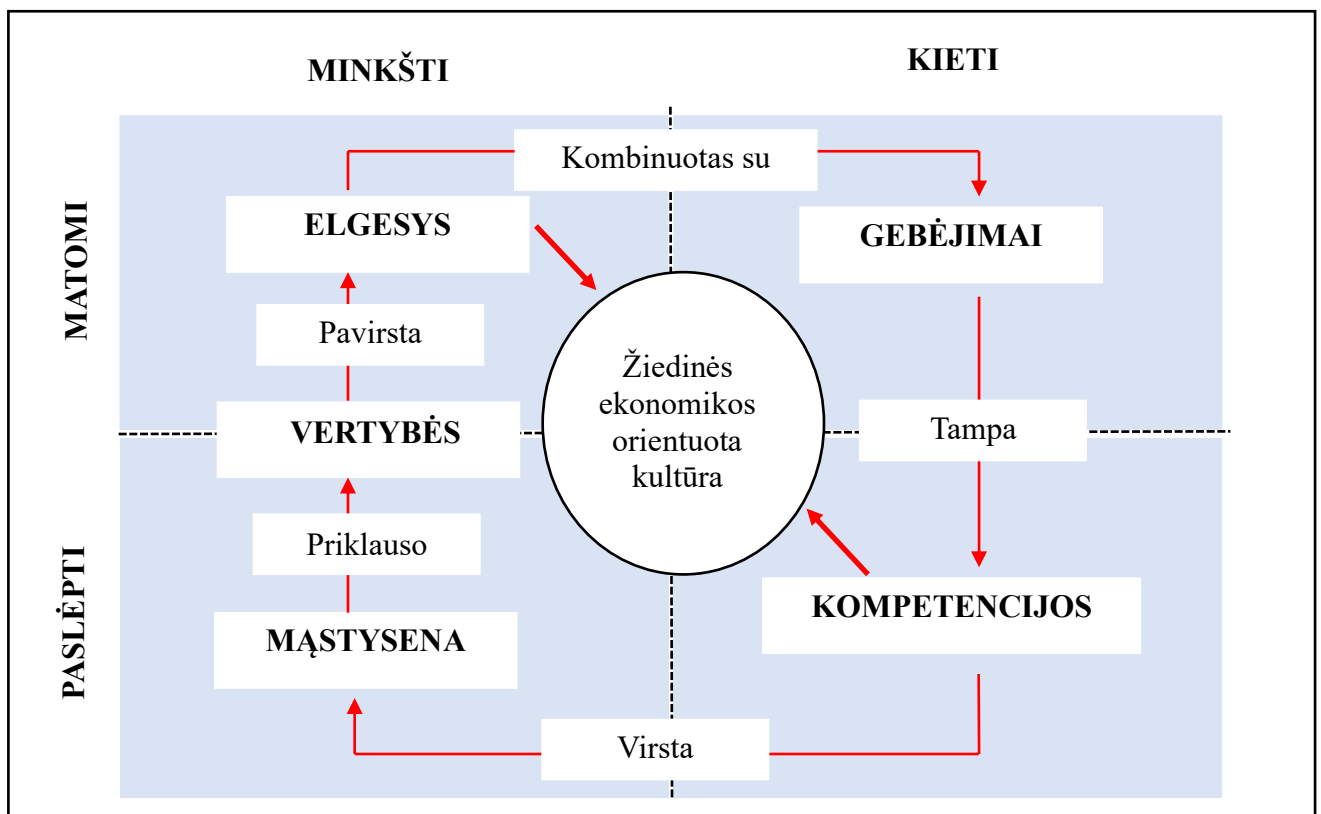 MINKŠTI
KIETI
MATOMI
PASLĖPTI
Kombinuotas su
ELGESYS
GEBĖJIMAI
Pavirsta
Žiedinės
ekonomikos
orientuota
kultūra
VERTYBĖS
Tampa
Priklauso
KOMPETENCIJOS
MĄSTYSENA
Virsta